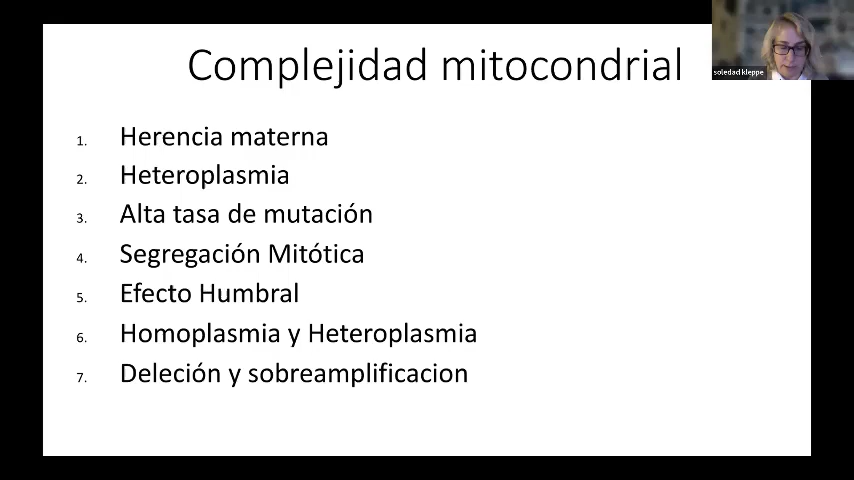 Complejidad mitocondrial
soledad kleppe
1. Herencia materna
2. Heteroplasmia
3. Alta tasa de mutación
4. Segregación Mitótica
5. Efecto Humbral
6. Homoplasmia y Heteroplasmia
7. Deleción y sobreamplificacion